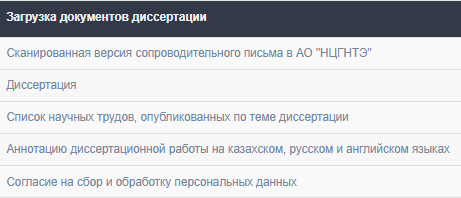 Загрузка документов диссертации
Сканированная версия сопроводительного письма в АО "НЦГНТЭ"
Диссертация
Список научных трудов, опубликованных по теме диссертации
Аннотацию диссертационной работы на казахском, русском и английском языках
Согласие на сбор и обработку персональных данных